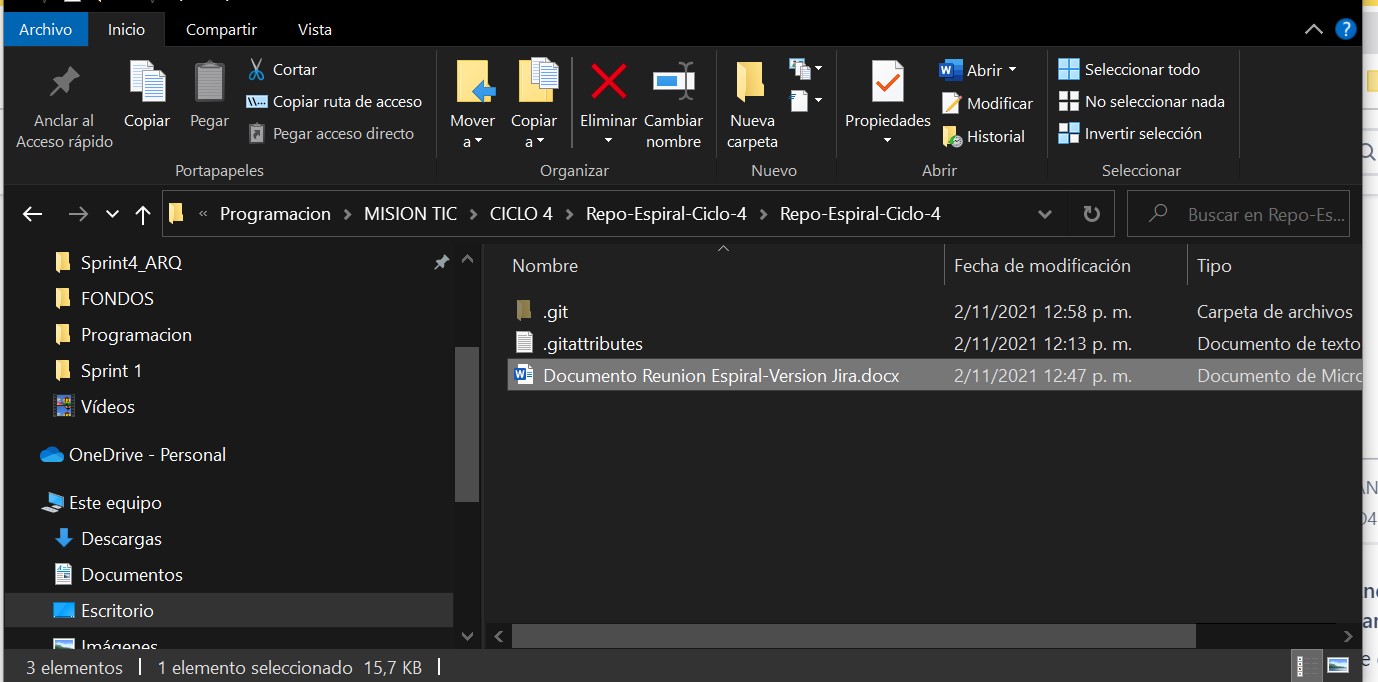 Archivo Inicio Compartir Vista
Anclar al Acceso rápido
Copiar
Pegar
Cortar
Copiar ruta de acceso
Pegar acceso directo
Portapapeles
Mover a
Copiar a
Eliminar
Cambiar nombre
Organizar
Nueva carpeta
Nuevo
Propiedades
Abrir
Modificar
Historial
Abrir
Seleccionar todo
No seleccionar nada
Invertir selección
Seleccionar
« Programacion > MISION TIC > CICLO 4 > Repo-Espiral-Ciclo-4 > Repo-Espiral-Ciclo-4
Buscar en Repo-Es...
Sprint4_ARQ
FONDOS
Programacion
Sprint 1
Vídeos
OneDrive - Personal
Este equipo
Descargas
Documentos
Escritorio
Imágenes
Nombre Fecha de modificación Tipo
.git 2/11/2021 12:58 p. m. Carpeta de archivos
.gitattributes 2/11/2021 12:13 p. m. Documento de texto
Documento Reunion Espiral-Version Jira.docx 2/11/2021 12:47 p. m. Documento de Micro
3 elementos 1 elemento seleccionado 15,7 KB